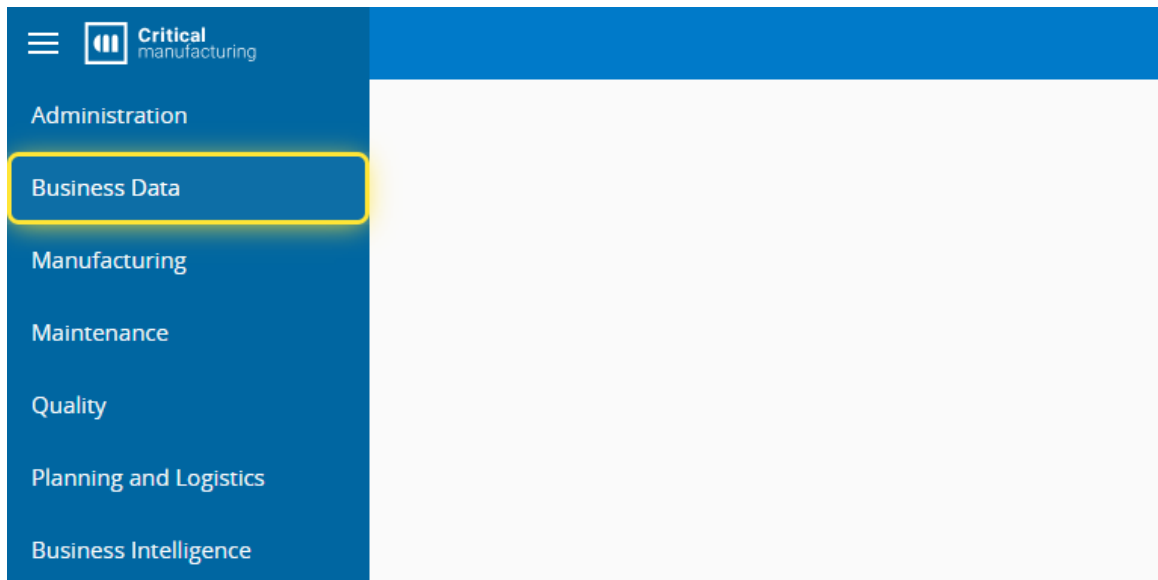 Critical
manufacturing
Administration
Business Data
Manufacturing
Maintenance
Quality
Planning and Logistics
Business Intelligence